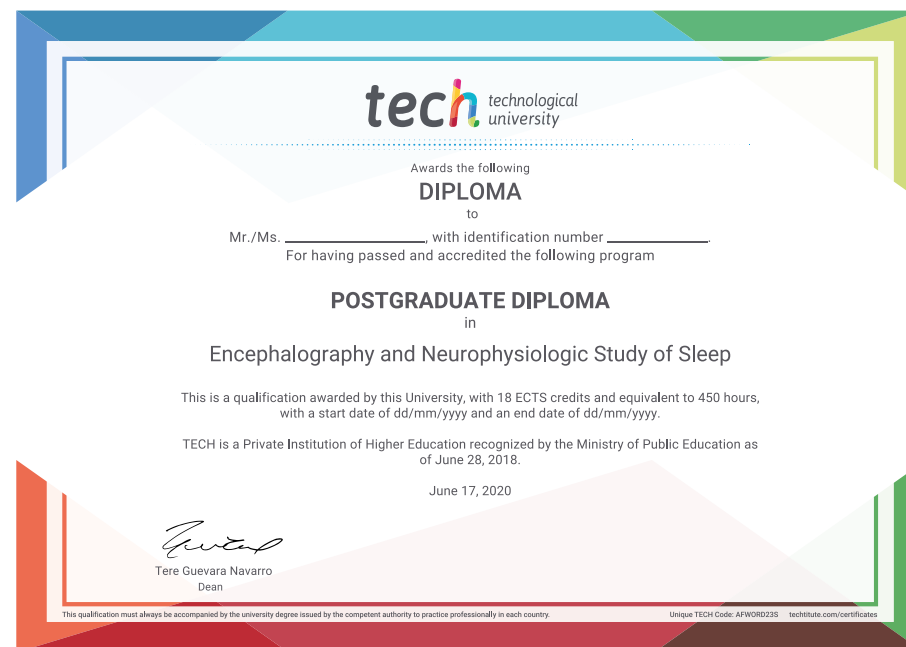 tech technological
university
Awards the following
DIPLOMA
to
Mr./Ms. ____________________, with identification number ______________.
For having passed and accredited the following program
POSTGRADUATE DIPLOMA
in
Encephalography and Neurophysiologic Study of Sleep
This is a qualification awarded by this University, with 18 ECTS credits and equivalent to 450 hours,
with a start date of dd/mm/yyyy and an end date of dd/mm/yyyy.
TECH is a Private Institution of Higher Education recognized by the Ministry of Public Education as
of June 28, 2018.
June 17, 2020
Tere Guevara Navarro
Dean
This qualification must always be accompanied by the university degree issued by the competent authority to practice professionally in each country. Unique TECH Code: AFWORD23S techtitute.com/certificates